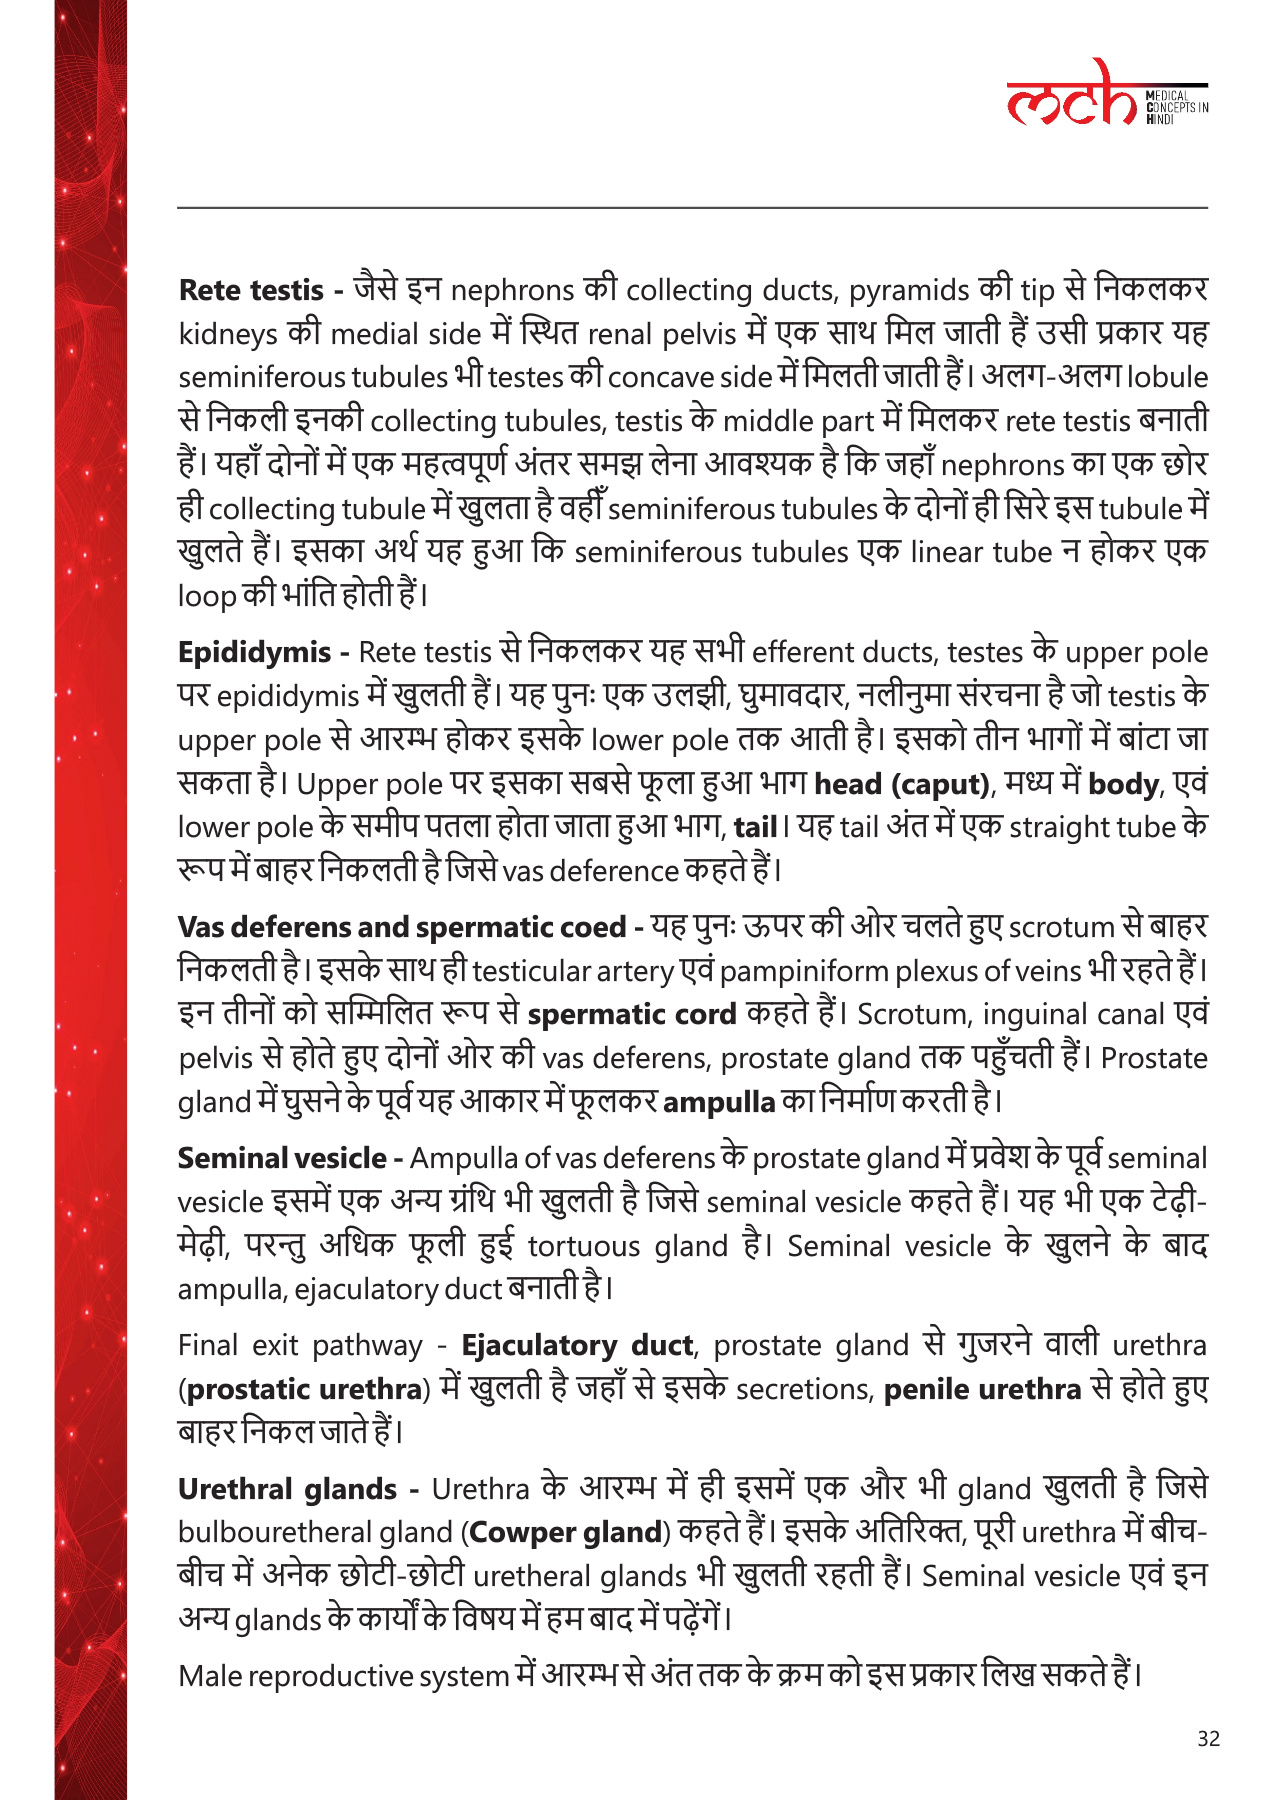 mch MEDICAL
CONCEPTS IN
HINDI
Rete testis - जैसे इन nephrons की collecting ducts, pyramids की tip से निकलकर
kidneys की medial side में स्थित renal pelvis में एक साथ मिल जाती हैं उसी प्रकार यह
seminiferous tubules भी testes की concave side में मिलती जाती हैं। अलग-अलग lobule
से निकली इनकी collecting tubules, testis के middle part में मिलकर rete testis बनाती
हैं। यहाँ दोनों में एक महत्वपूर्ण अंतर समझ लेना आवश्यक है कि जहाँ nephrons का एक छोर
ही collecting tubule में खुलता है वहीँ seminiferous tubules के दोनों ही सिरे इस tubule में
खुलते हैं। इसका अर्थ यह हुआ कि seminiferous tubules एक linear tube न होकर एक
loop की भांति होती हैं।
Epididymis - Rete testis से निकलकर यह सभी efferent ducts, testes के upper pole
पर epididymis में खुलती हैं। यह पुनः एक उलझी, घुमावदार, नलीनुमा संरचना है जो testis के
upper pole से आरम्भ होकर इसके lower pole तक आती है। इसको तीन भागों में बांटा जा
सकता है। Upper pole पर इसका सबसे फूला हुआ भाग head (caput), मध्य में body, एवं
lower pole के समीप पतला होता जाता हुआ भाग, tail। यह tail अंत में एक straight tube के
रूप में बाहर निकलती है जिसे vas deference कहते हैं।
Vas deferens and spermatic coed - यह पुनः ऊपर की ओर चलते हुए scrotum से बाहर
निकलती है। इसके साथ ही testicular artery एवं pampiniform plexus of veins भी रहते हैं।
इन तीनों को सम्मिलित रूप से spermatic cord कहते हैं। Scrotum, inguinal canal एवं
pelvis से होते हुए दोनों ओर की vas deferens, prostate gland तक पहुँचती हैं। Prostate
gland में घुसने के पूर्व यह आकार में फूलकर ampulla का निर्माण करती है।
Seminal vesicle - Ampulla of vas deferens के prostate gland में प्रवेश के पूर्व seminal
vesicle इसमें एक अन्य ग्रंथि भी खुलती है जिसे seminal vesicle कहते हैं। यह भी एक टेढ़ी-
मेढ़ी, परन्तु अधिक फूली हुई tortuous gland है। Seminal vesicle के खुलने के बाद
ampulla, ejaculatory duct बनाती है।
Final exit pathway - Ejaculatory duct, prostate gland से गुजरने वाली urethra
(prostatic urethra) में खुलती है जहाँ से इसके secretions, penile urethra से होते हुए
बाहर निकल जाते हैं।
Urethral glands - Urethra के आरम्भ में ही इसमें एक और भी gland खुलती है जिसे
bulbouretheral gland (Cowper gland) कहते हैं। इसके अतिरिक्त, पूरी urethra में बीच-
बीच में अनेक छोटी-छोटी uretheral glands भी खुलती रहती हैं। Seminal vesicle एवं इन
अन्य glands के कार्यों के विषय में हम बाद में पढ़ेंगें।
Male reproductive system में आरम्भ से अंत तक के क्रम को इस प्रकार लिख सकते हैं।
32